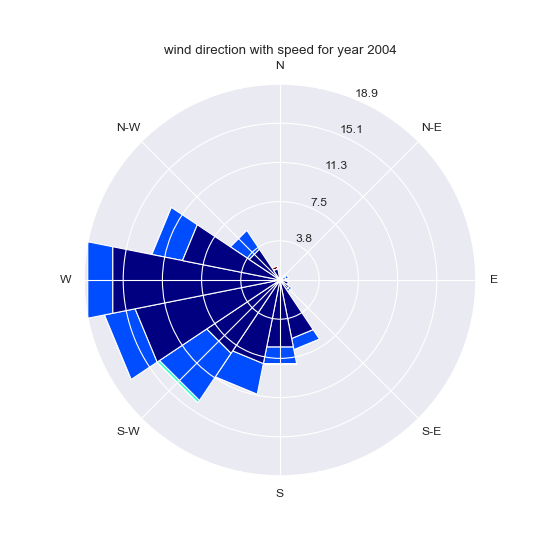 wind direction with speed for year 2004
N
18.9
N-W
N-E
15.1
11.3
7.5
3.8
W
E
S-W
S-E
S